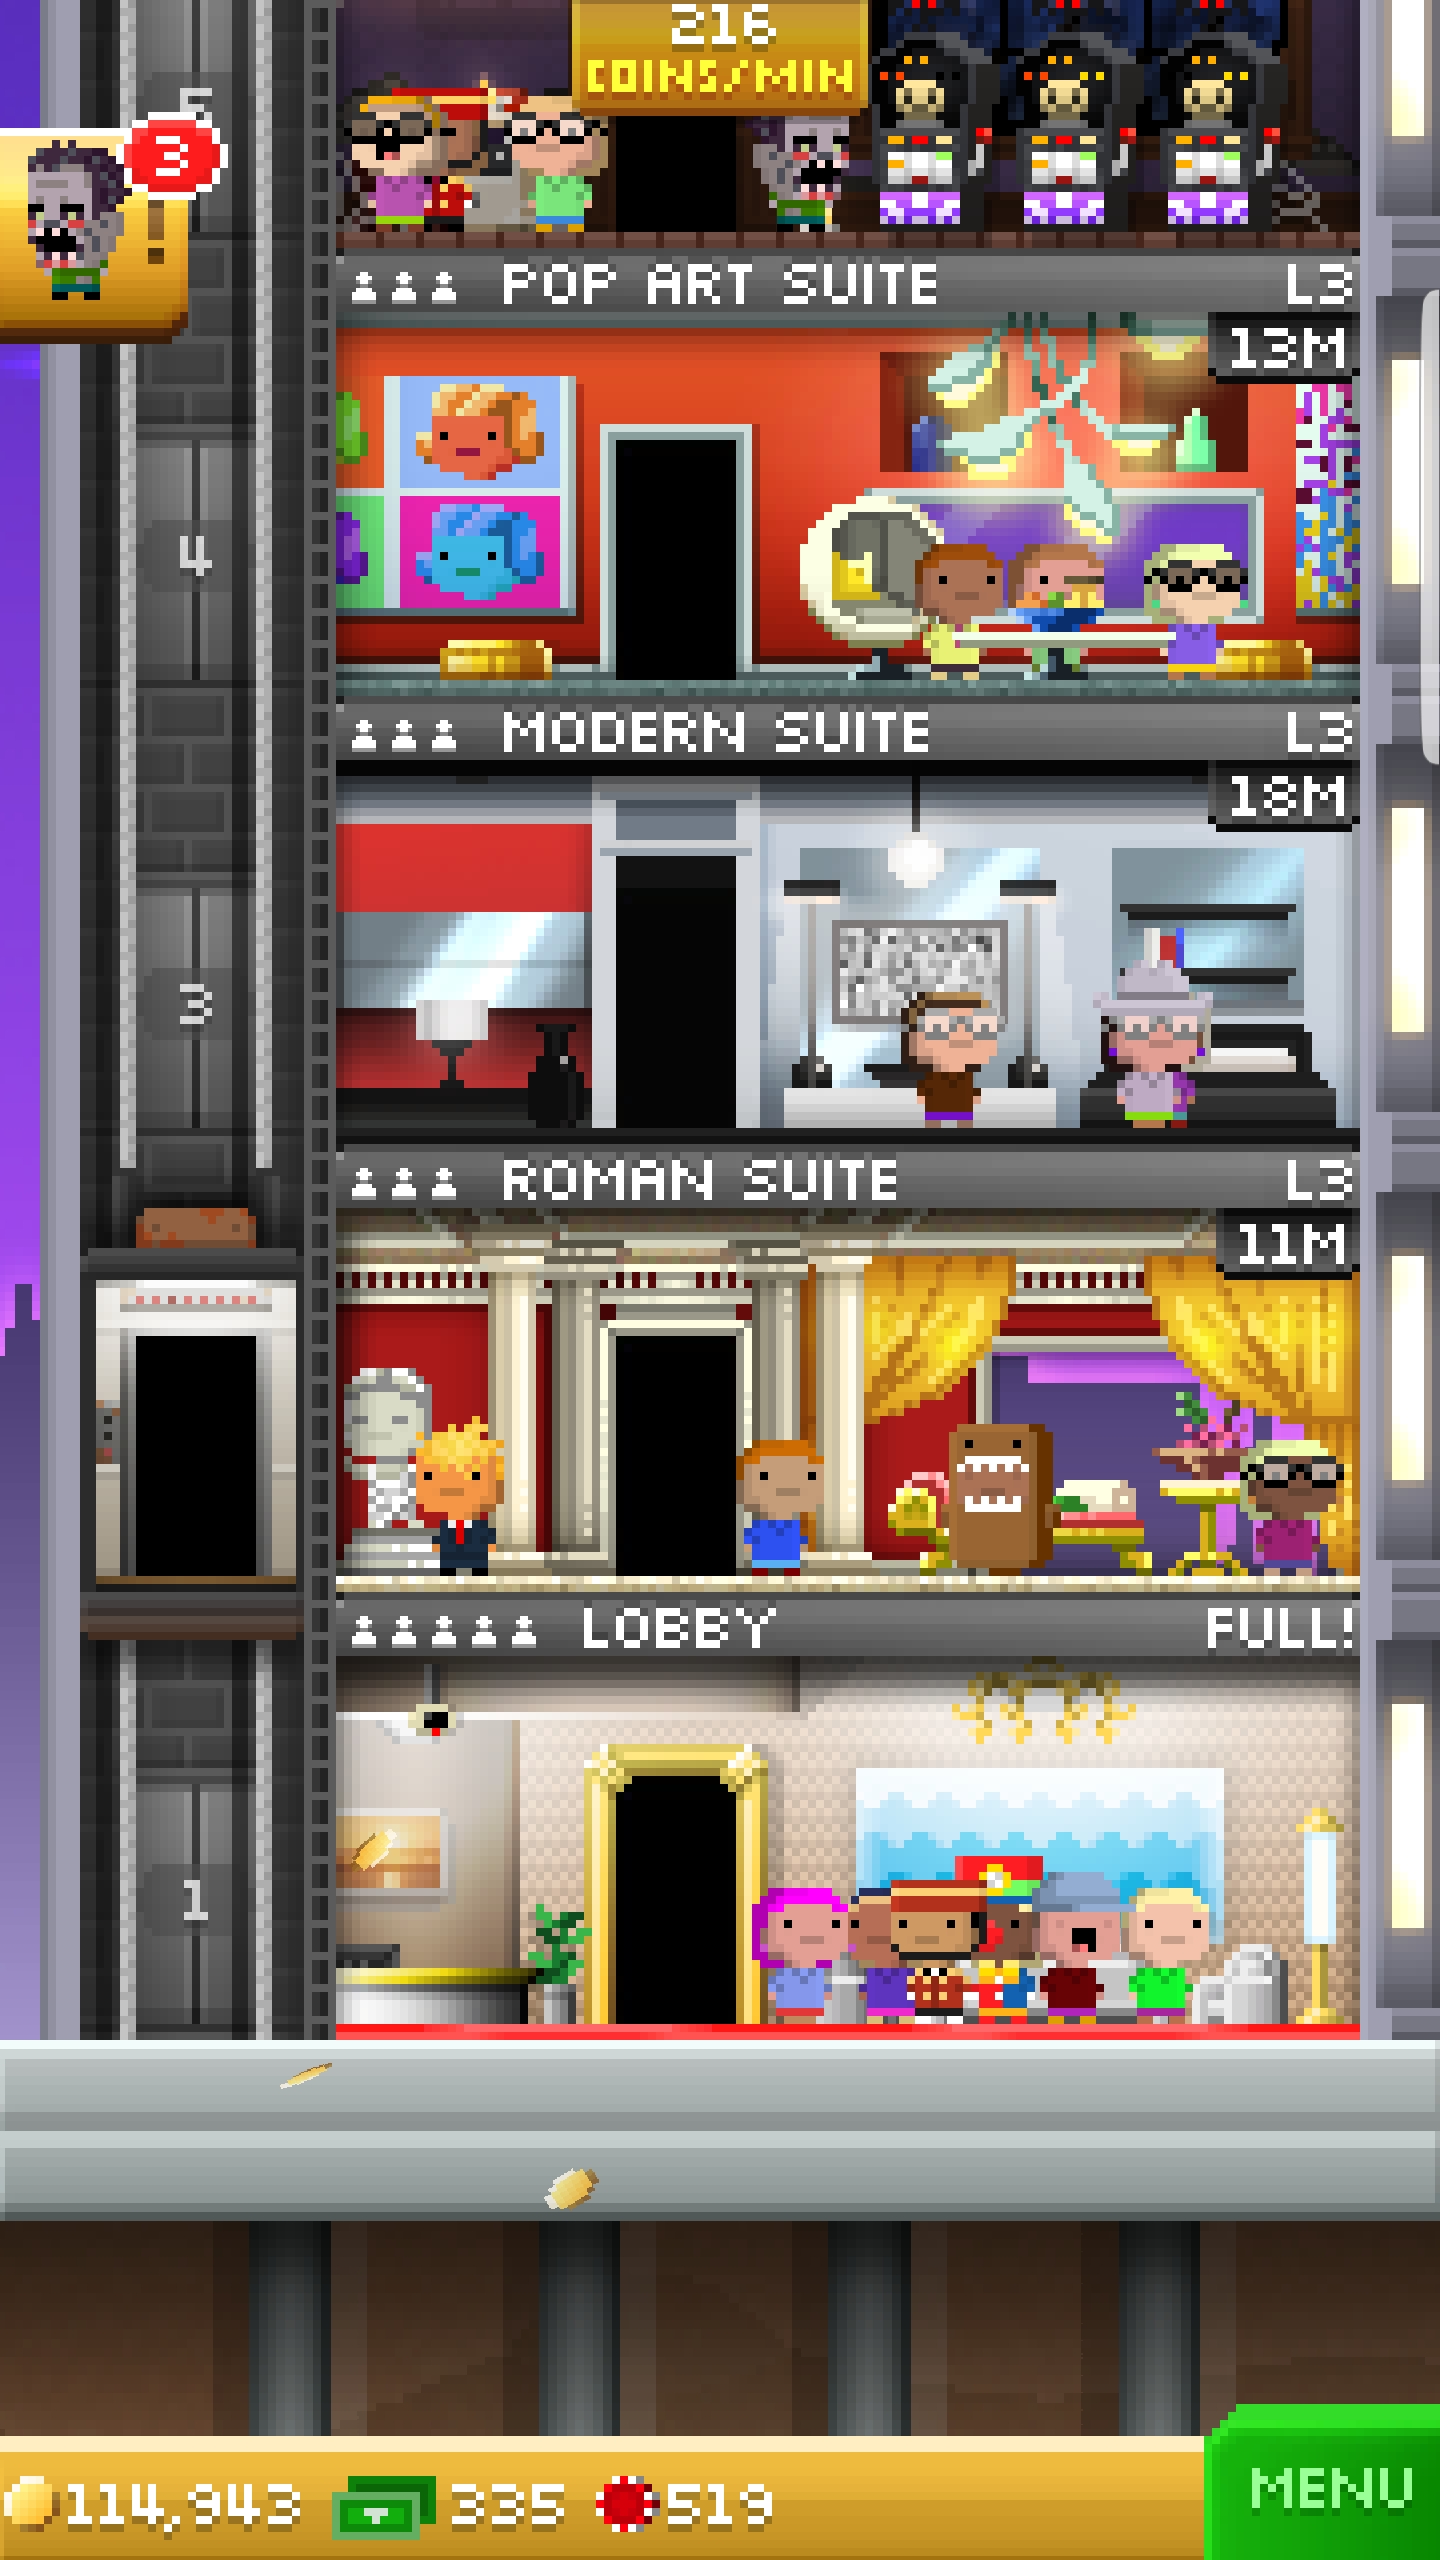 216
COINS/MIN
5
3
!
POP ART SUITE L3
13M
4
MODERN SUITE L3
18M
3
ROMAN SUITE L3
11M
LOBBY FULL!
1
114,943 335 519
MENU